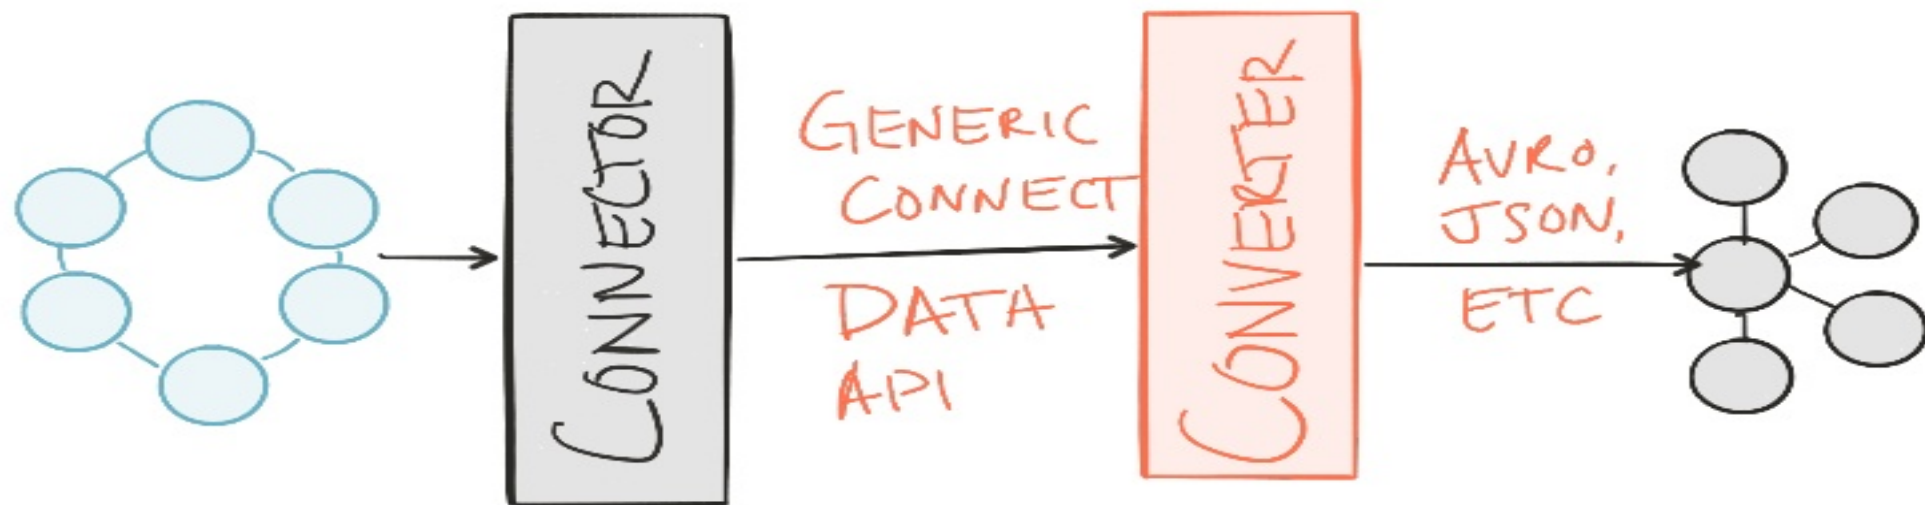 CONNECTOR
GENERIC
CONNECT
DATA
API
CONVERTER
AVRO,
JSON,
ETC